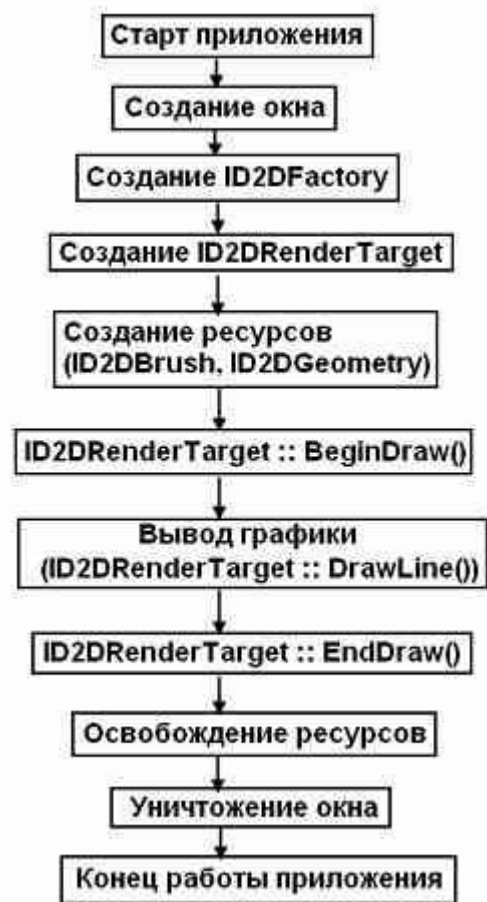 Старт приложения
Создание окна
Создание ID2DFactory
Создание ID2DRenderTarget
Создание ресурсов
(ID2DBrush, ID2DGeometry)
ID2DRenderTarget :: BeginDraw()
Вывод графики
(ID2DRenderTarget :: DrawLine())
ID2DRenderTarget :: EndDraw()
Освобождение ресурсов
Уничтожение окна
Конец работы приложения